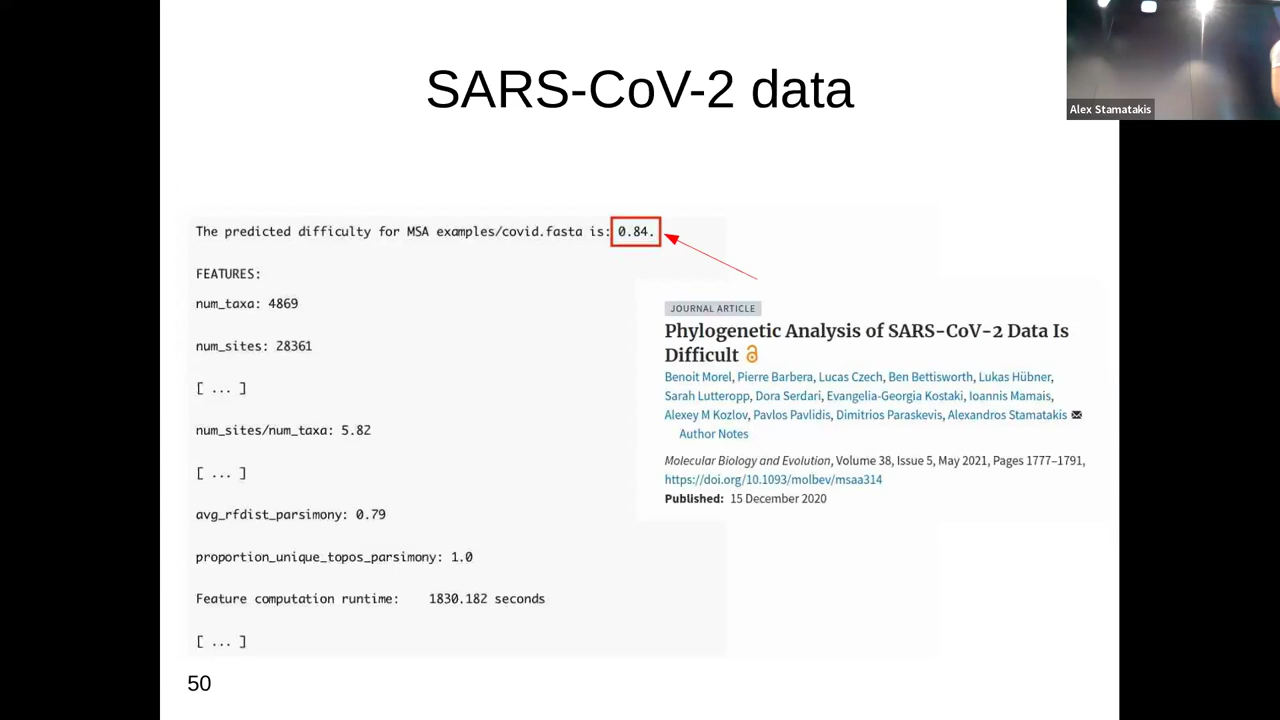 SARS-CoV-2 data
Alex Stamatakis
The predicted difficulty for MSA examples/covid.fasta is: 0.84.
FEATURES:
num_taxa: 4869
num_sites: 28361
[ ... ]
num_sites/num_taxa: 5.82
[ ... ]
avg_rfdist_parsimony: 0.79
proportion_unique_topos_parsimony: 1.0
Feature computation runtime: 1830.182 seconds
[ ... ]
JOURNAL ARTICLE
Phylogenetic Analysis of SARS-CoV-2 Data Is
Difficult
Benoit Morel, Pierre Barbera, Lucas Czech, Ben Bettisworth, Lukas Hübner,
Sarah Lutteropp, Dora Serdari, Evangelia-Georgia Kostaki, Ioannis Mamais,
Alexey M Kozlov, Pavlos Pavlidis, Dimitrios Paraskevis, Alexandros Stamatakis
Author Notes
Molecular Biology and Evolution, Volume 38, Issue 5, May 2021, Pages 1777–1791,
https://doi.org/10.1093/molbev/msaa314
Published: 15 December 2020
50